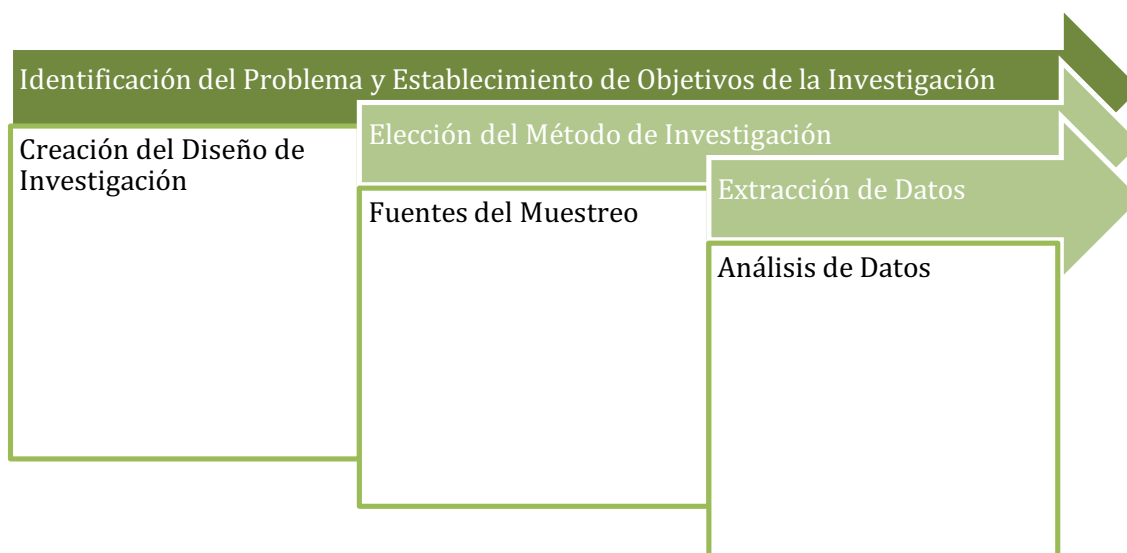 Identificación del Problema y Establecimiento de Objetivos de la Investigación
Creación del Diseño de
Investigación
Elección del Método de Investigación
Fuentes del Muestreo
Extracción de Datos
Análisis de Datos